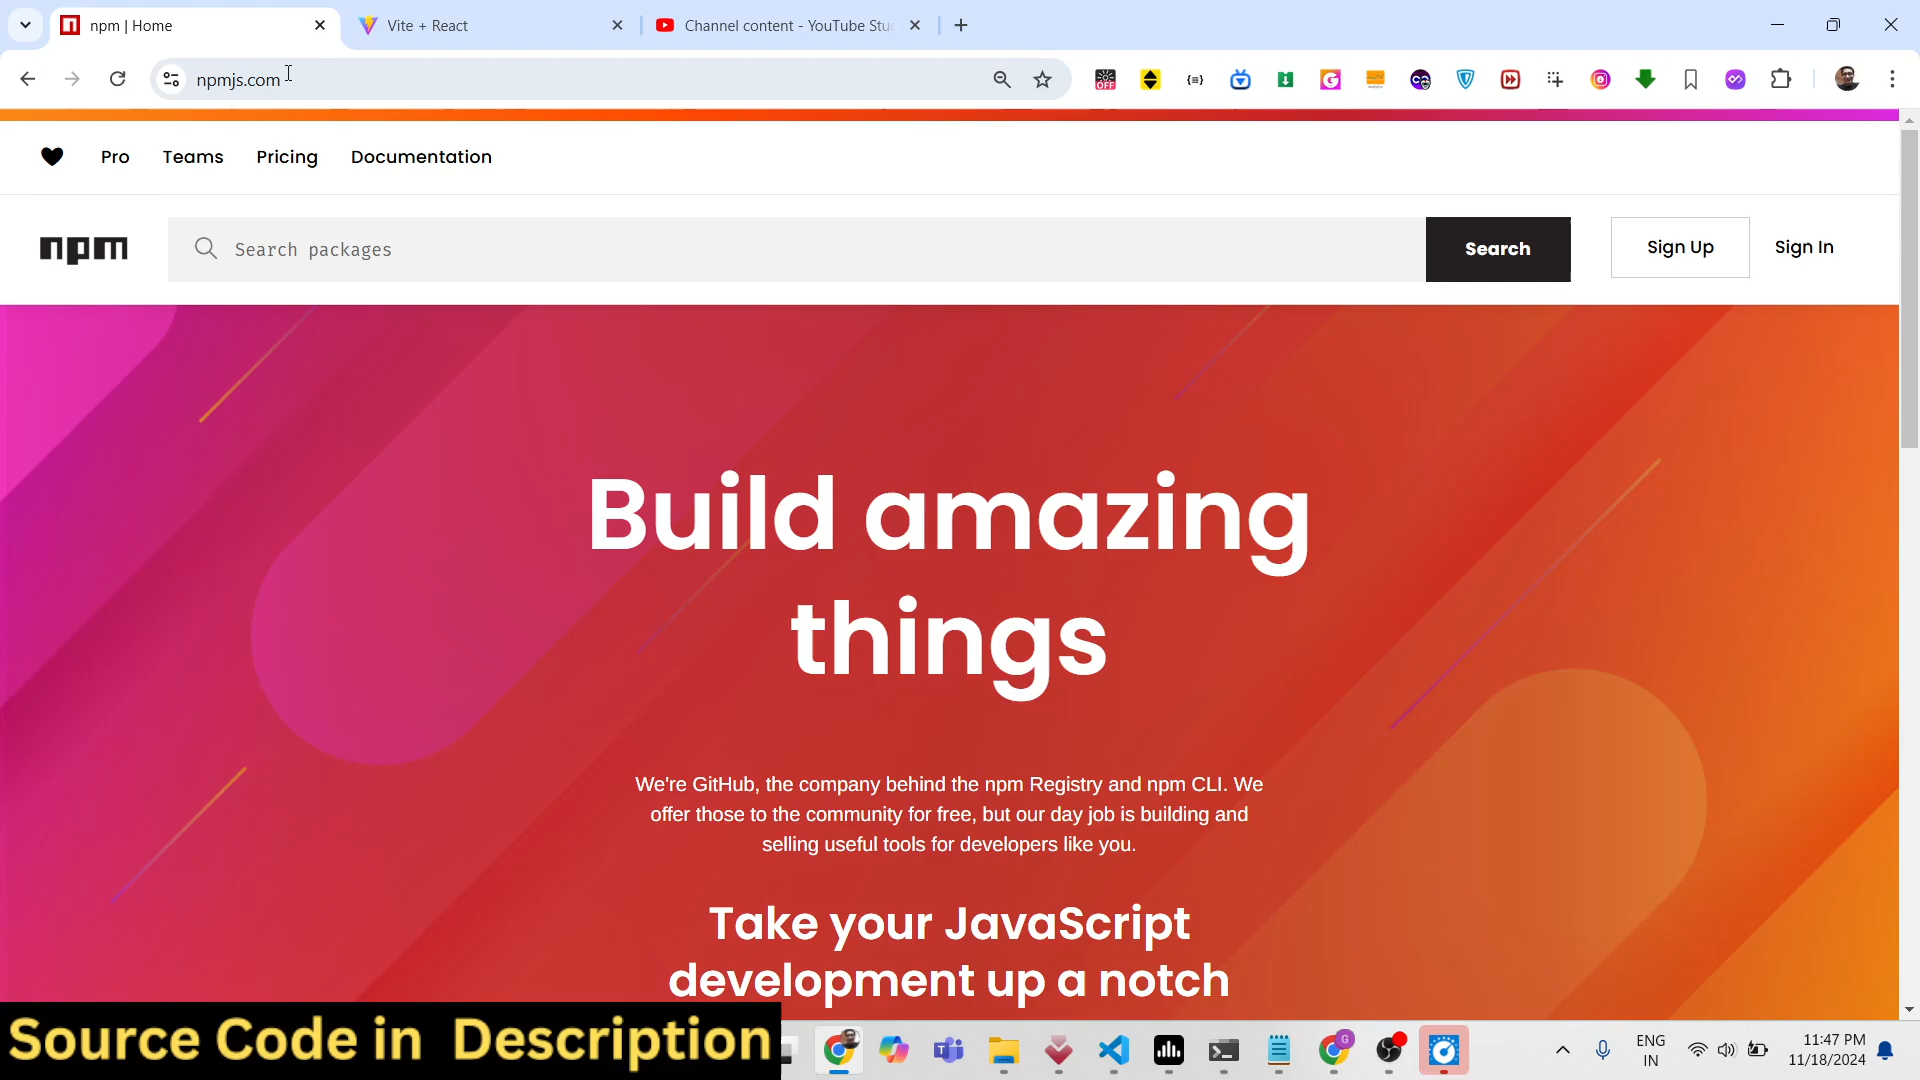 npm | Home
Vite + React
Channel content - YouTube Stu
npmjs.com
OFF
Pro
Teams
Pricing
Documentation
npm
Search packages
Search
Sign Up
Sign In
Build amazing
things
We're GitHub, the company behind the npm Registry and npm CLI. We
offer those to the community for free, but our day job is building and
selling useful tools for developers like you.
Take your JavaScript
development up a notch
Source Code in Description
G
ENG
IN
11:47 PM
11/18/2024